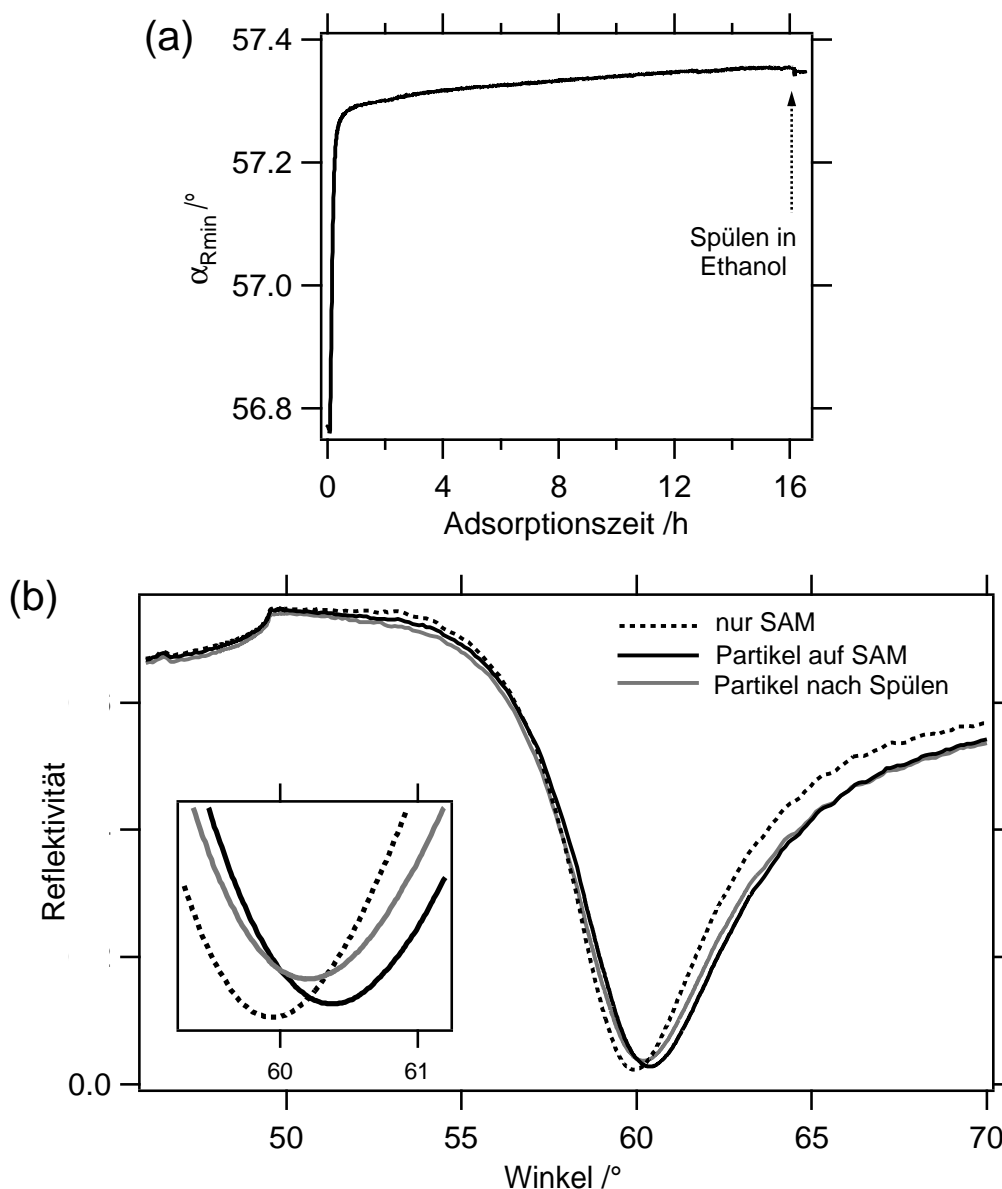 (a)
57.4
57.2
57.0
56.8
αRmin /°
Spülen in
Ethanol
0
4
8
12
16
Adsorptionszeit /h
(b)
nur SAM
Partikel auf SAM
Partikel nach Spülen
Reflektivität
60
61
0.0
50
55
60
65
70
Winkel /°